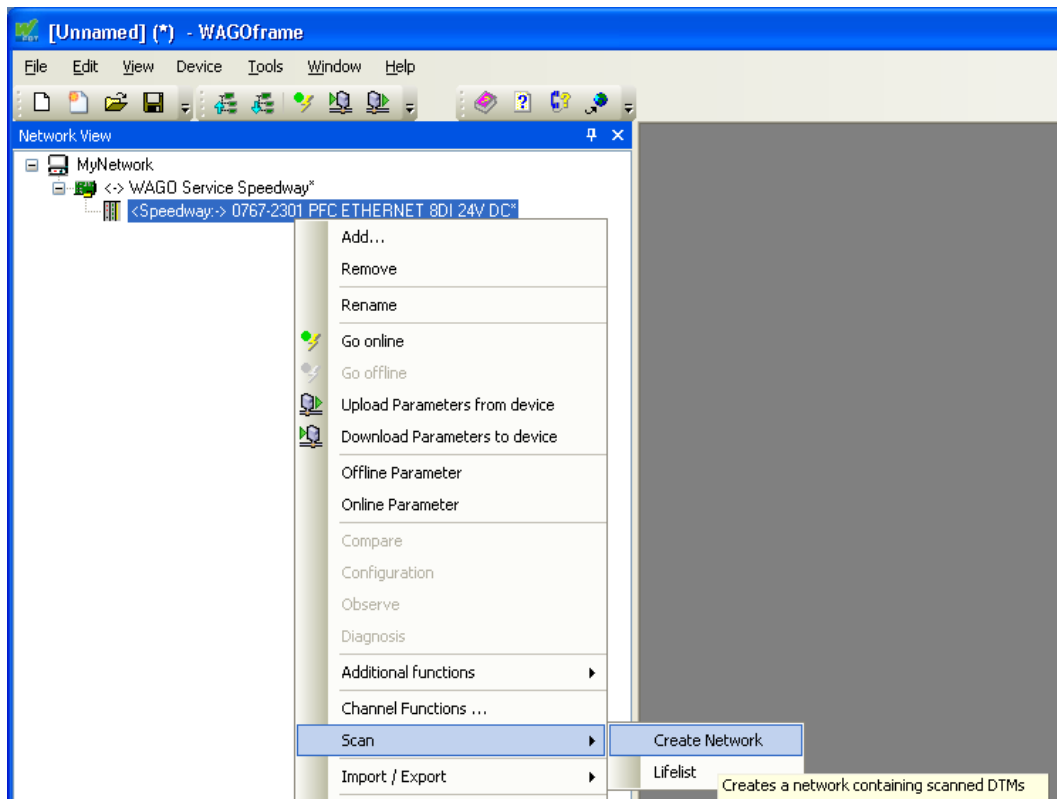 [Unnamed] (*) - WAGOframe
File Edit View Device Tools Window Help
Network View
MyNetwork
<-> WAGO Service Speedway*
<Speedway:-> 0767-2301 PFC ETHERNET 8DI 24V DC*
Add...
Remove
Rename
Go online
Go offline
Upload Parameters from device
Download Parameters to device
Offline Parameter
Online Parameter
Compare
Configuration
Observe
Diagnosis
Additional functions
Channel Functions ...
Scan
Create Network
Import / Export
Lifelist
Creates a network containing scanned DTMs